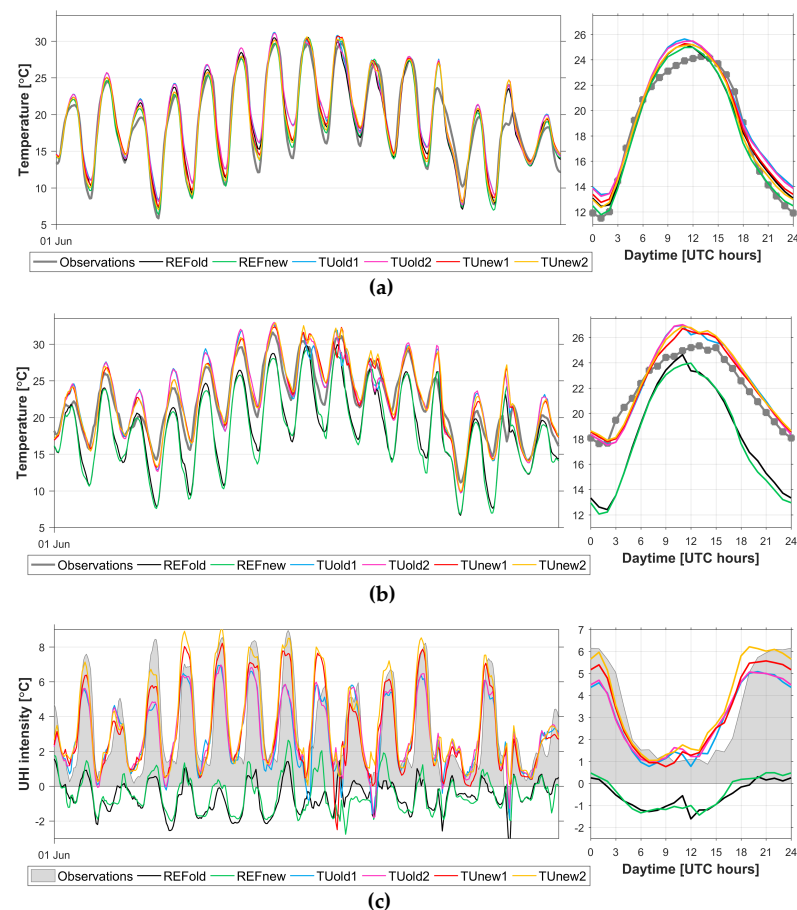 30
25
20
15
10
5
Temperature [°C]
01 Jun
26
24
22
20
18
16
14
12
0 3 6 9 12 15 18 21 24
Daytime [UTC hours]
Observations REFold REFnew TUold1 TUold2 TUnew1 TUnew2
(a)
30
25
20
15
10
5
Temperature [°C]
01 Jun
26
24
22
20
18
16
14
12
0 3 6 9 12 15 18 21 24
Daytime [UTC hours]
Observations REFold REFnew TUold1 TUold2 TUnew1 TUnew2
(b)
8
6
4
2
0
-2
UHI intensity [°C]
01 Jun
7
6
5
4
3
2
1
0
-1
-2
0 3 6 9 12 15 18 21 24
Daytime [UTC hours]
Observations REFold REFnew TUold1 TUold2 TUnew1 TUnew2
(c)